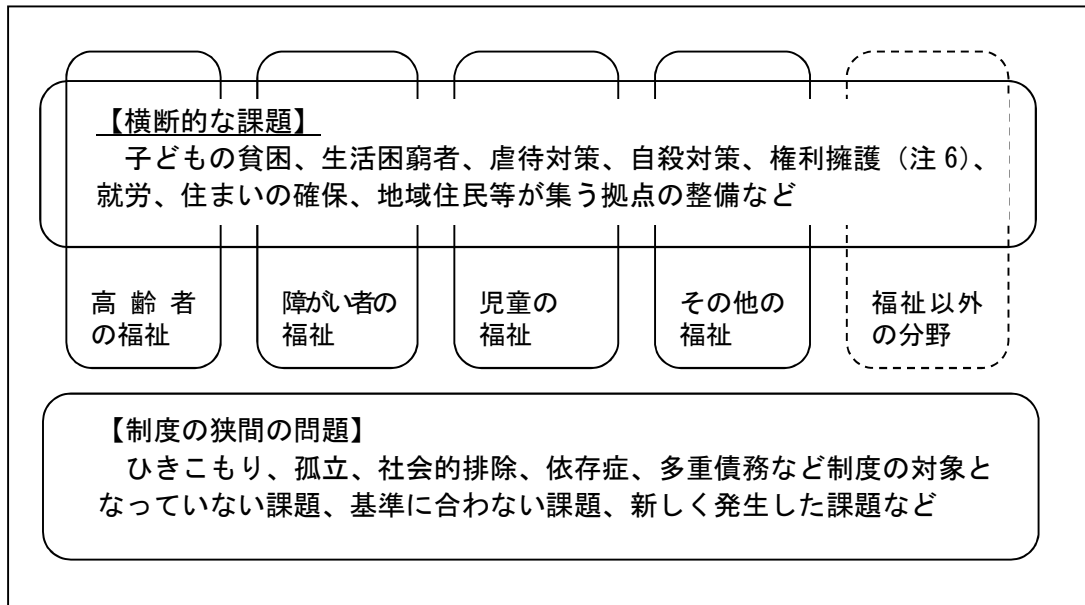 【横断的な課題】
子どもの貧困、生活困窮者、虐待対策、自殺対策、権利擁護（注6）、
就労、住まいの確保、地域住民等が集う拠点の整備など
高齢者
の福祉
障がい者の
福祉
児童の
福祉
その他の
福祉
福祉以外
の分野
【制度の狭間の問題】
ひきこもり、孤立、社会的排除、依存症、多重債務など制度の対象と
なっていない課題、基準に合わない課題、新しく発生した課題など